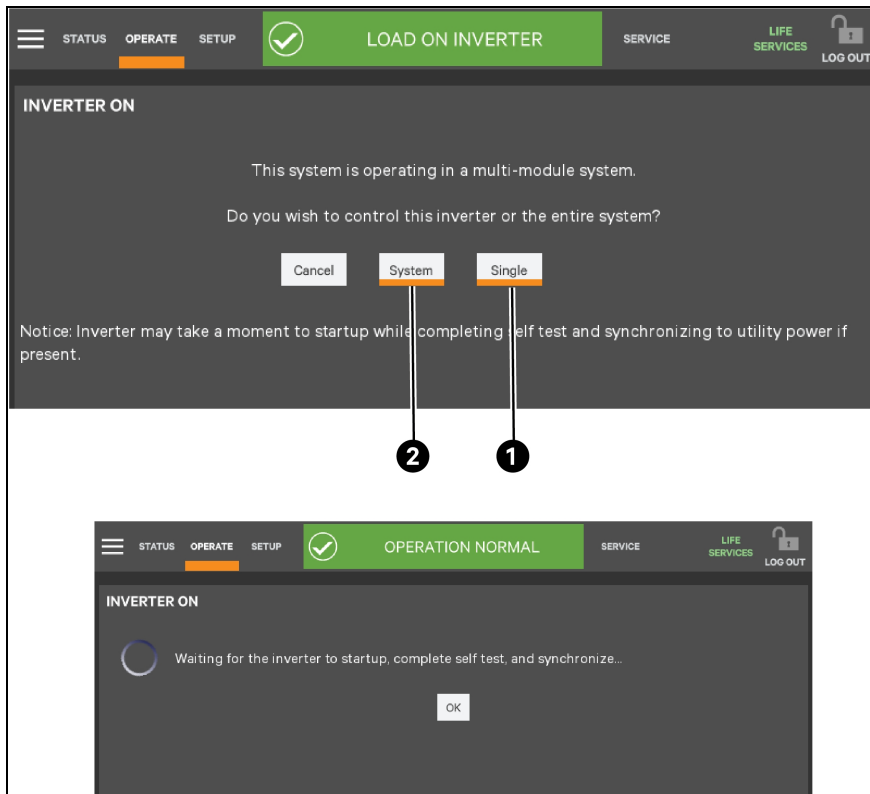 STATUS OPERATE SETUP LOAD ON INVERTER SERVICE LIFE SERVICES LOG OUT
INVERTER ON
This system is operating in a multi-module system.
Do you wish to control this inverter or the entire system?
Cancel System Single
Notice: Inverter may take a moment to startup while completing self test and synchronizing to utility power if
present.
2 1
STATUS OPERATE SETUP OPERATION NORMAL SERVICE LIFE SERVICES LOG OUT
INVERTER ON
Waiting for the inverter to startup, complete self test, and synchronize...
OK